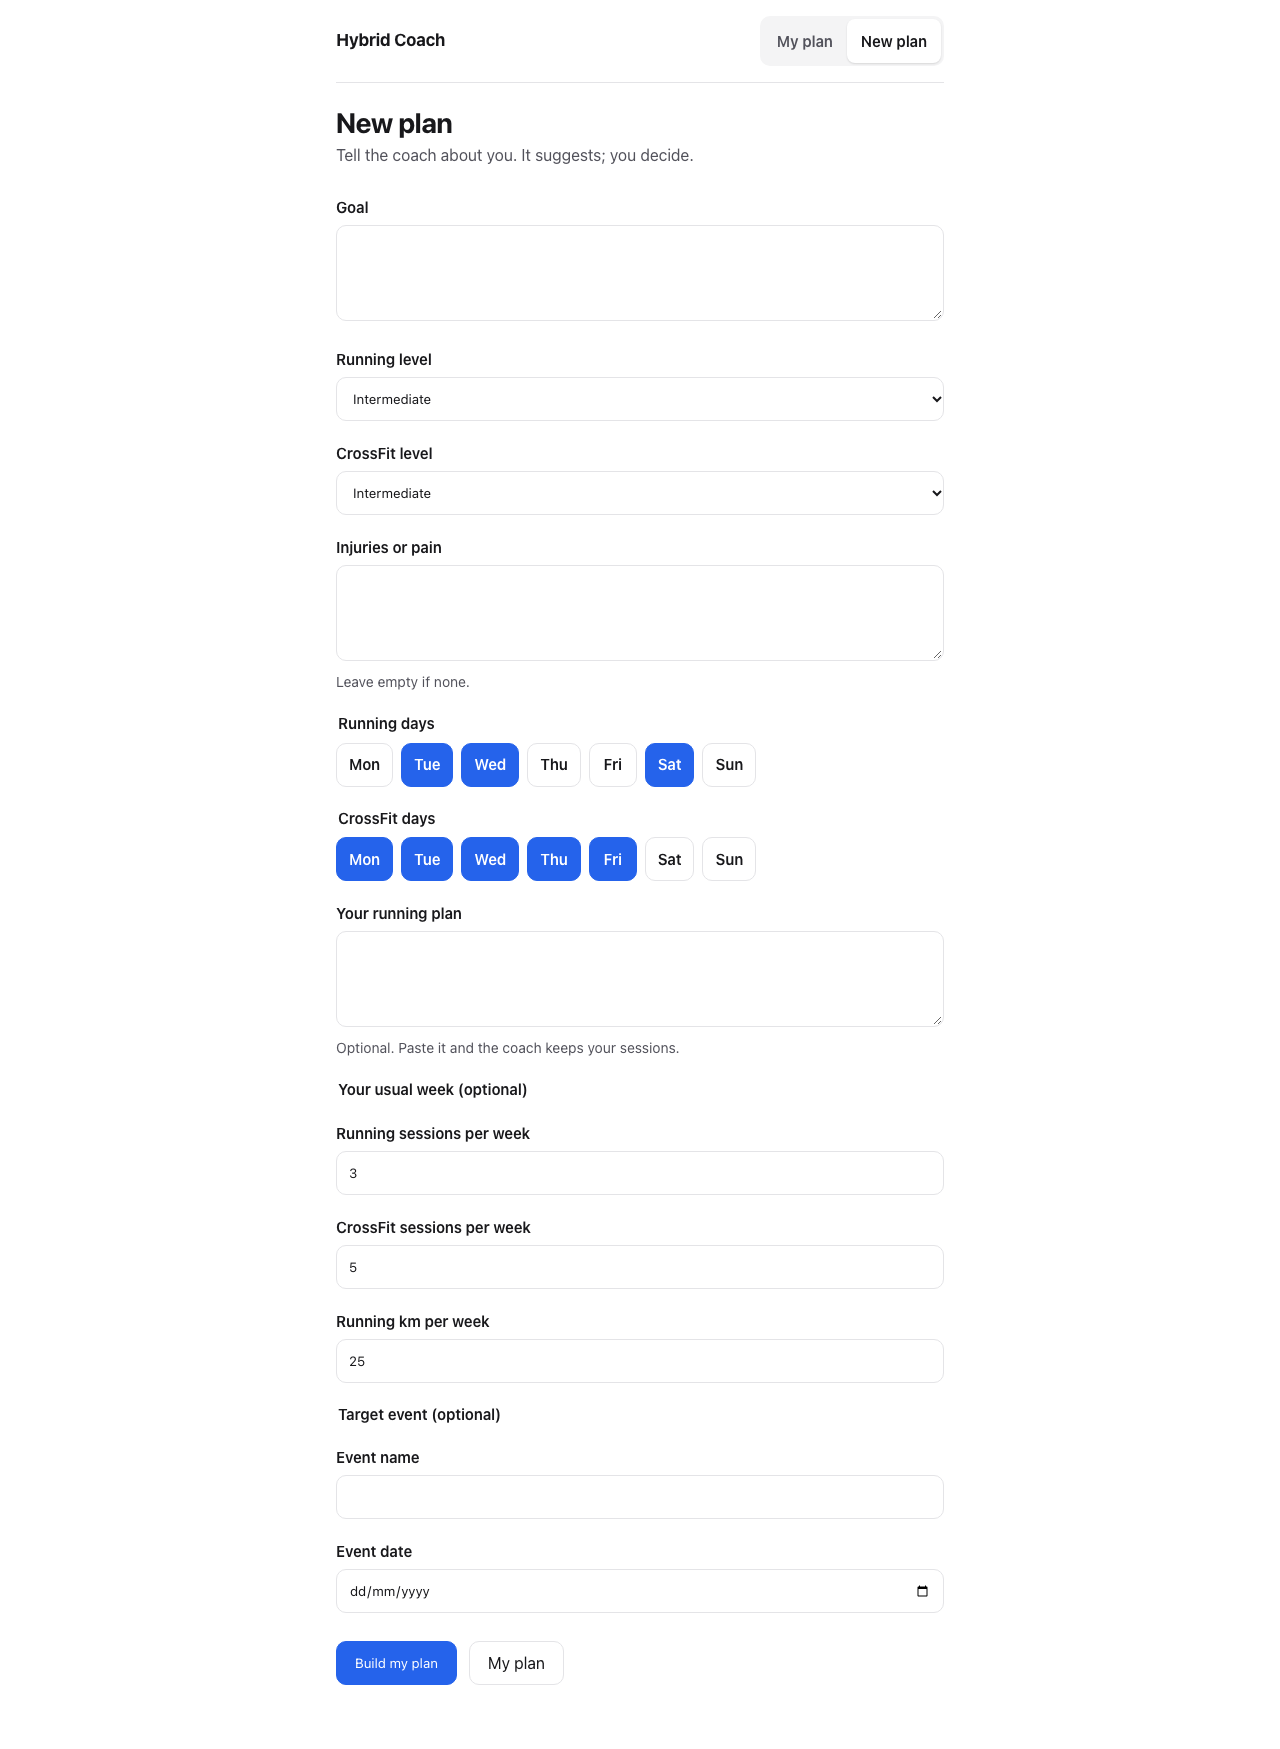 Hybrid Coach
My plan
New plan
New plan
Tell the coach about you. It suggests; you decide.
Goal
Running level
Intermediate
CrossFit level
Intermediate
Injuries or pain
Leave empty if none.
Running days
Mon Tue Wed Thu Fri Sat Sun
CrossFit days
Mon Tue Wed Thu Fri Sat Sun
Your running plan
Optional. Paste it and the coach keeps your sessions.
Your usual week (optional)
Running sessions per week
3
CrossFit sessions per week
5
Running km per week
25
Target event (optional)
Event name
Event date
dd/mm/yyyy
Build my plan
My plan